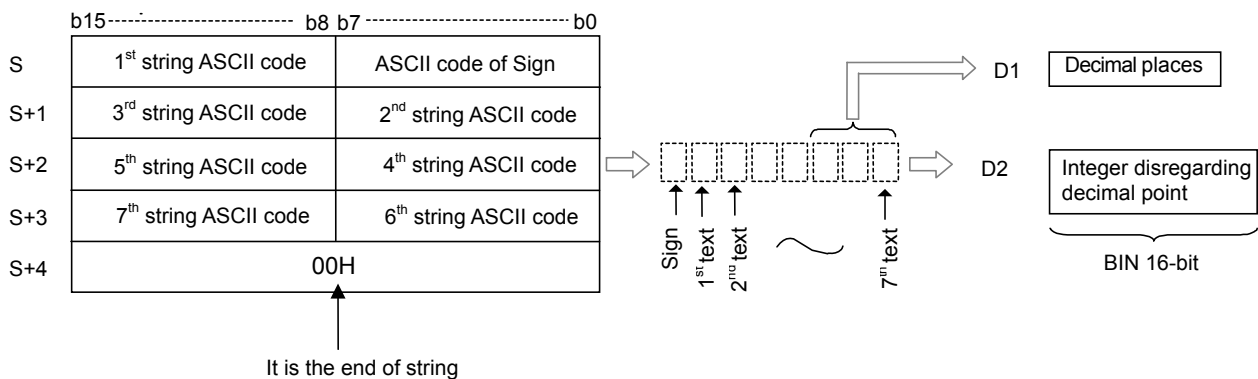 b15 b8 b7 b0
S 1st string ASCII code ASCII code of Sign
S+1 3rd string ASCII code 2nd string ASCII code
S+2 5th string ASCII code 4th string ASCII code
S+3 7th string ASCII code 6th string ASCII code
S+4 00H
It is the end of string
Sign
1st text
2nd text
7th text
D1 Decimal places
D2 Integer disregarding
decimal point
BIN 16-bit